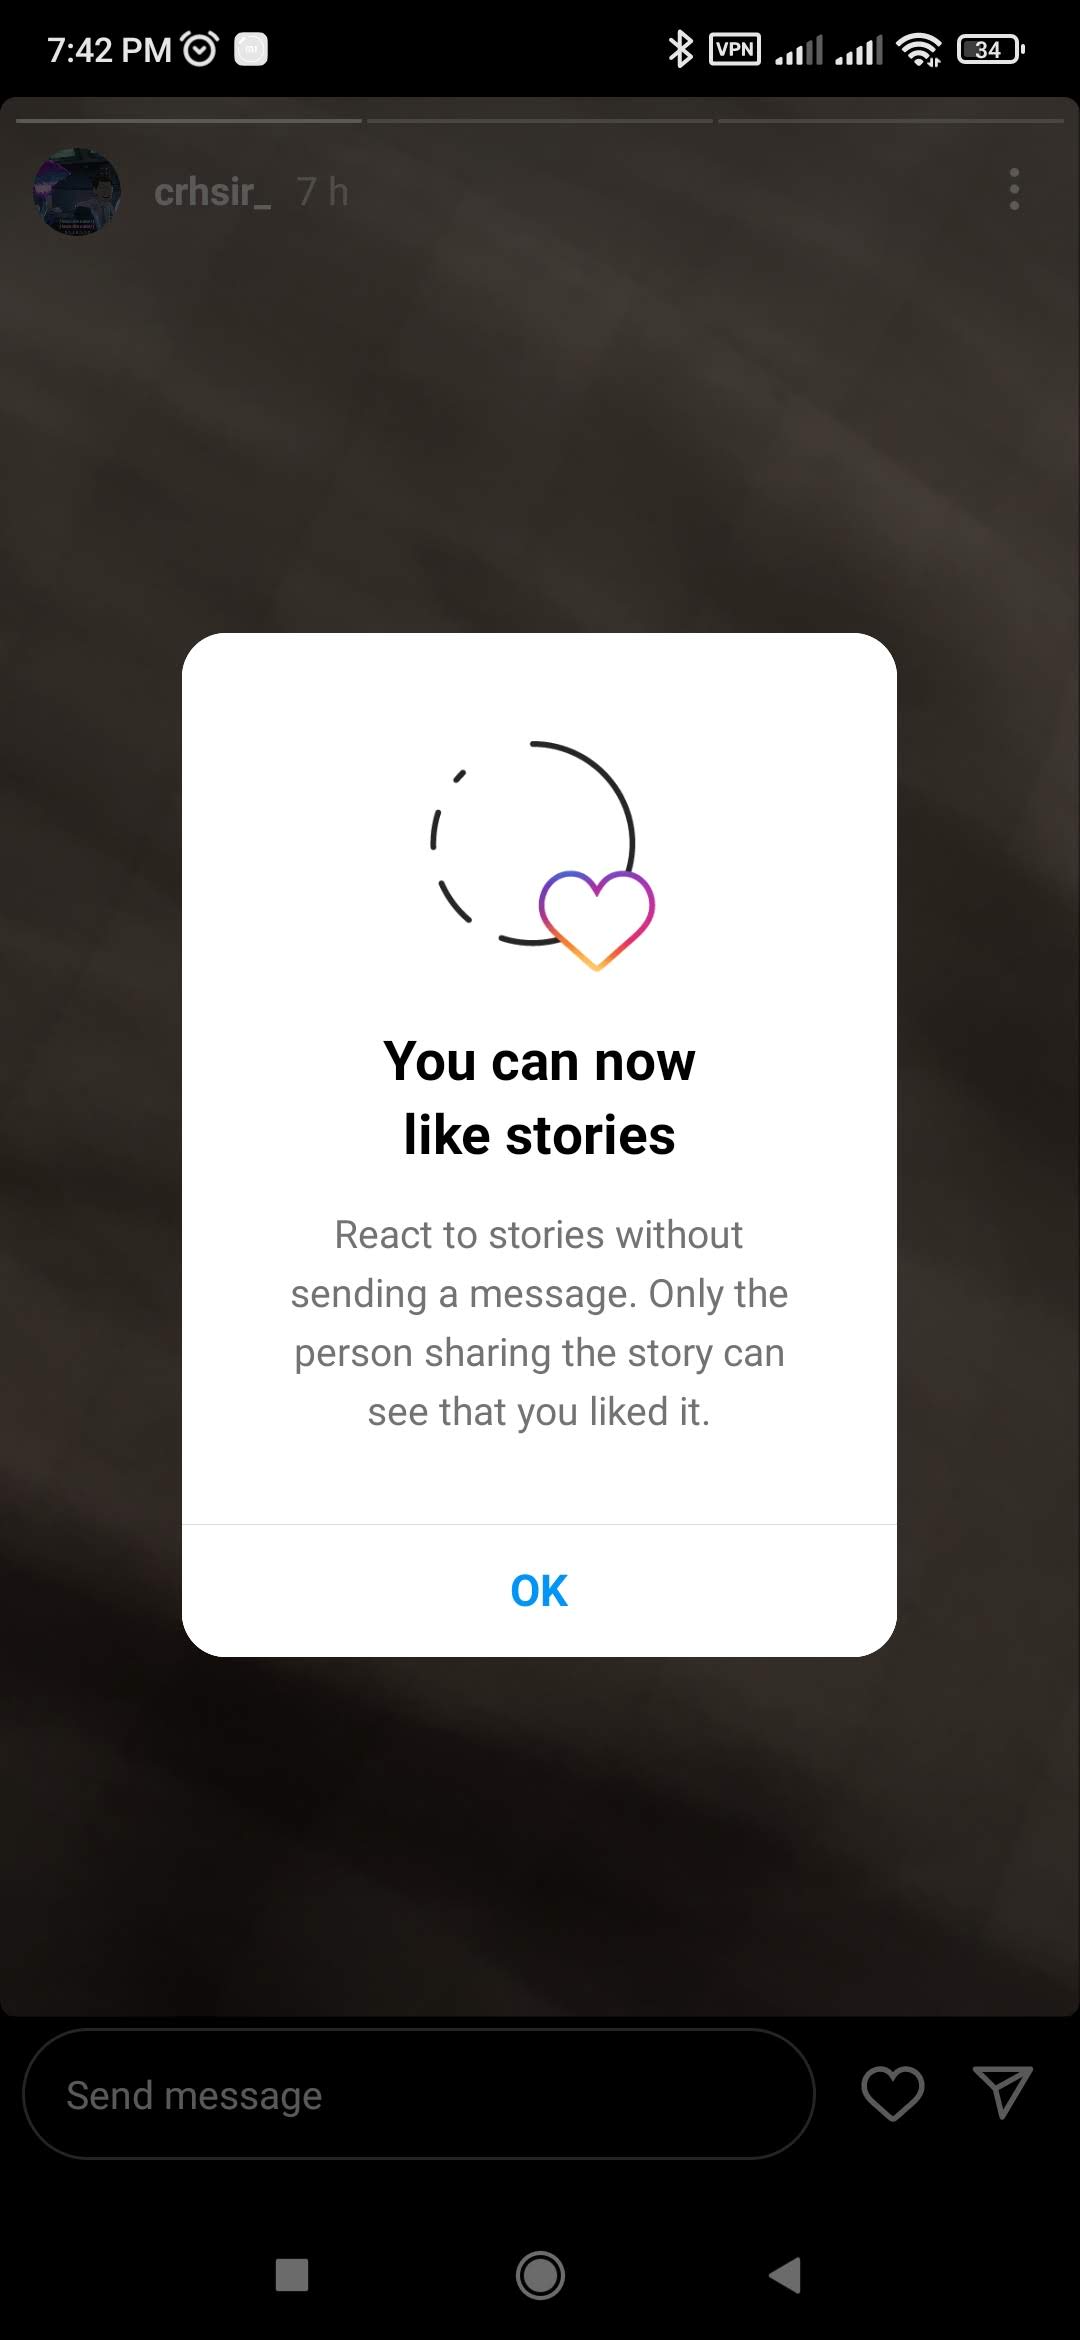 7:42 PM
VPN
34
crhsir_ 7 h
You can now
like stories
React to stories without
sending a message. Only the
person sharing the story can
see that you liked it.
OK
Send message